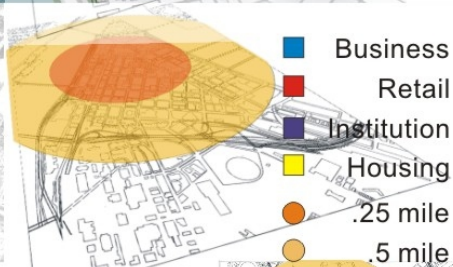 Business
Retail
Institution
Housing
.25 mile
.5 mile